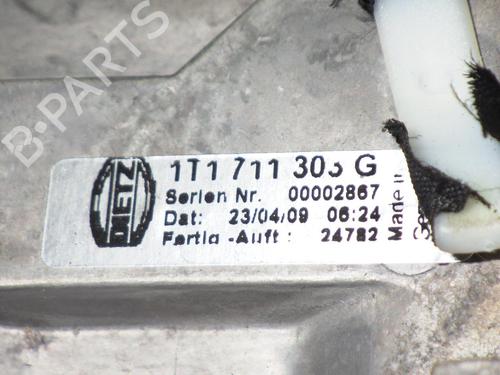 B-PARTS
DIETZ
1T1 711 303 G
Serien Nr. 00002867
Dat: 23/04/09 06:24
Fertig -Auft : 24782
Made in